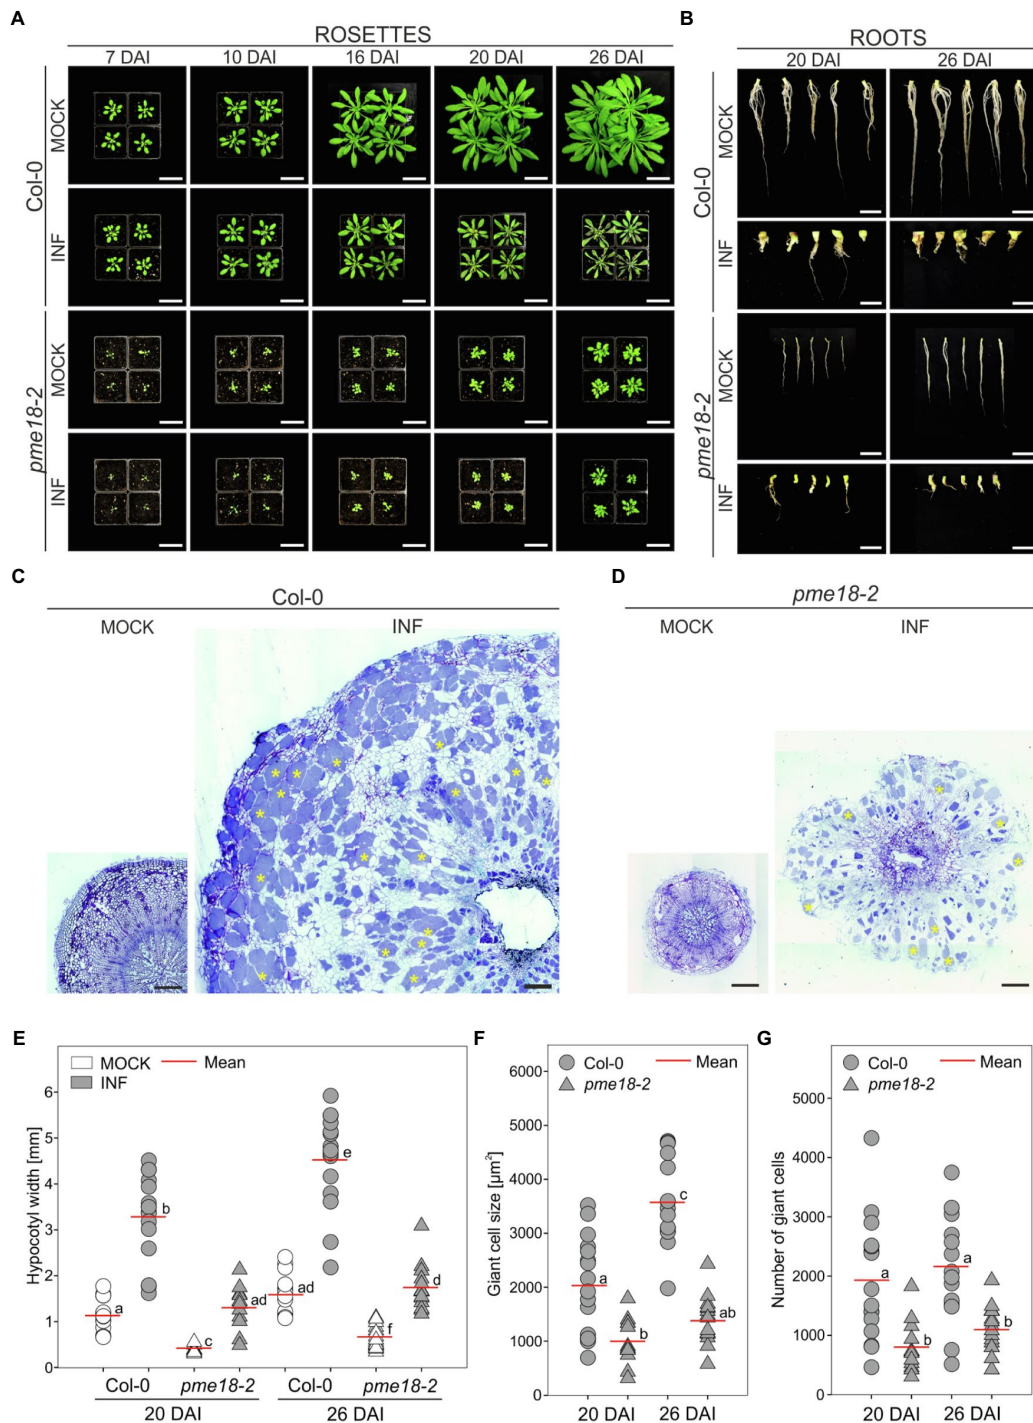 A
ROSETTES
7 DAI 10 DAI 16 DAI 20 DAI 26 DAI
Col-0
MOCK
INF
pme18-2
MOCK
INF
B
ROOTS
20 DAI 26 DAI
Col-0
MOCK
INF
pme18-2
MOCK
INF
C
Col-0
MOCK INF
* * * * * * * * * * * * * * * *
D
pme18-2
MOCK INF
* * * * * * * * *
E
MOCK Mean
INF
Hypocotyl width [mm]
6
5
4
3
2
1
0
a b c ad ad e f d
Col-0 pme18-2 Col-0 pme18-2
20 DAI 26 DAI
F
Col-0 Mean
pme18-2
Giant cell size [µm²]
6000
5000
4000
3000
2000
1000
0
a b c ab
20 DAI 26 DAI
G
Col-0 Mean
pme18-2
Number of giant cells
5000
4000
3000
2000
1000
0
a b a b
20 DAI 26 DAI